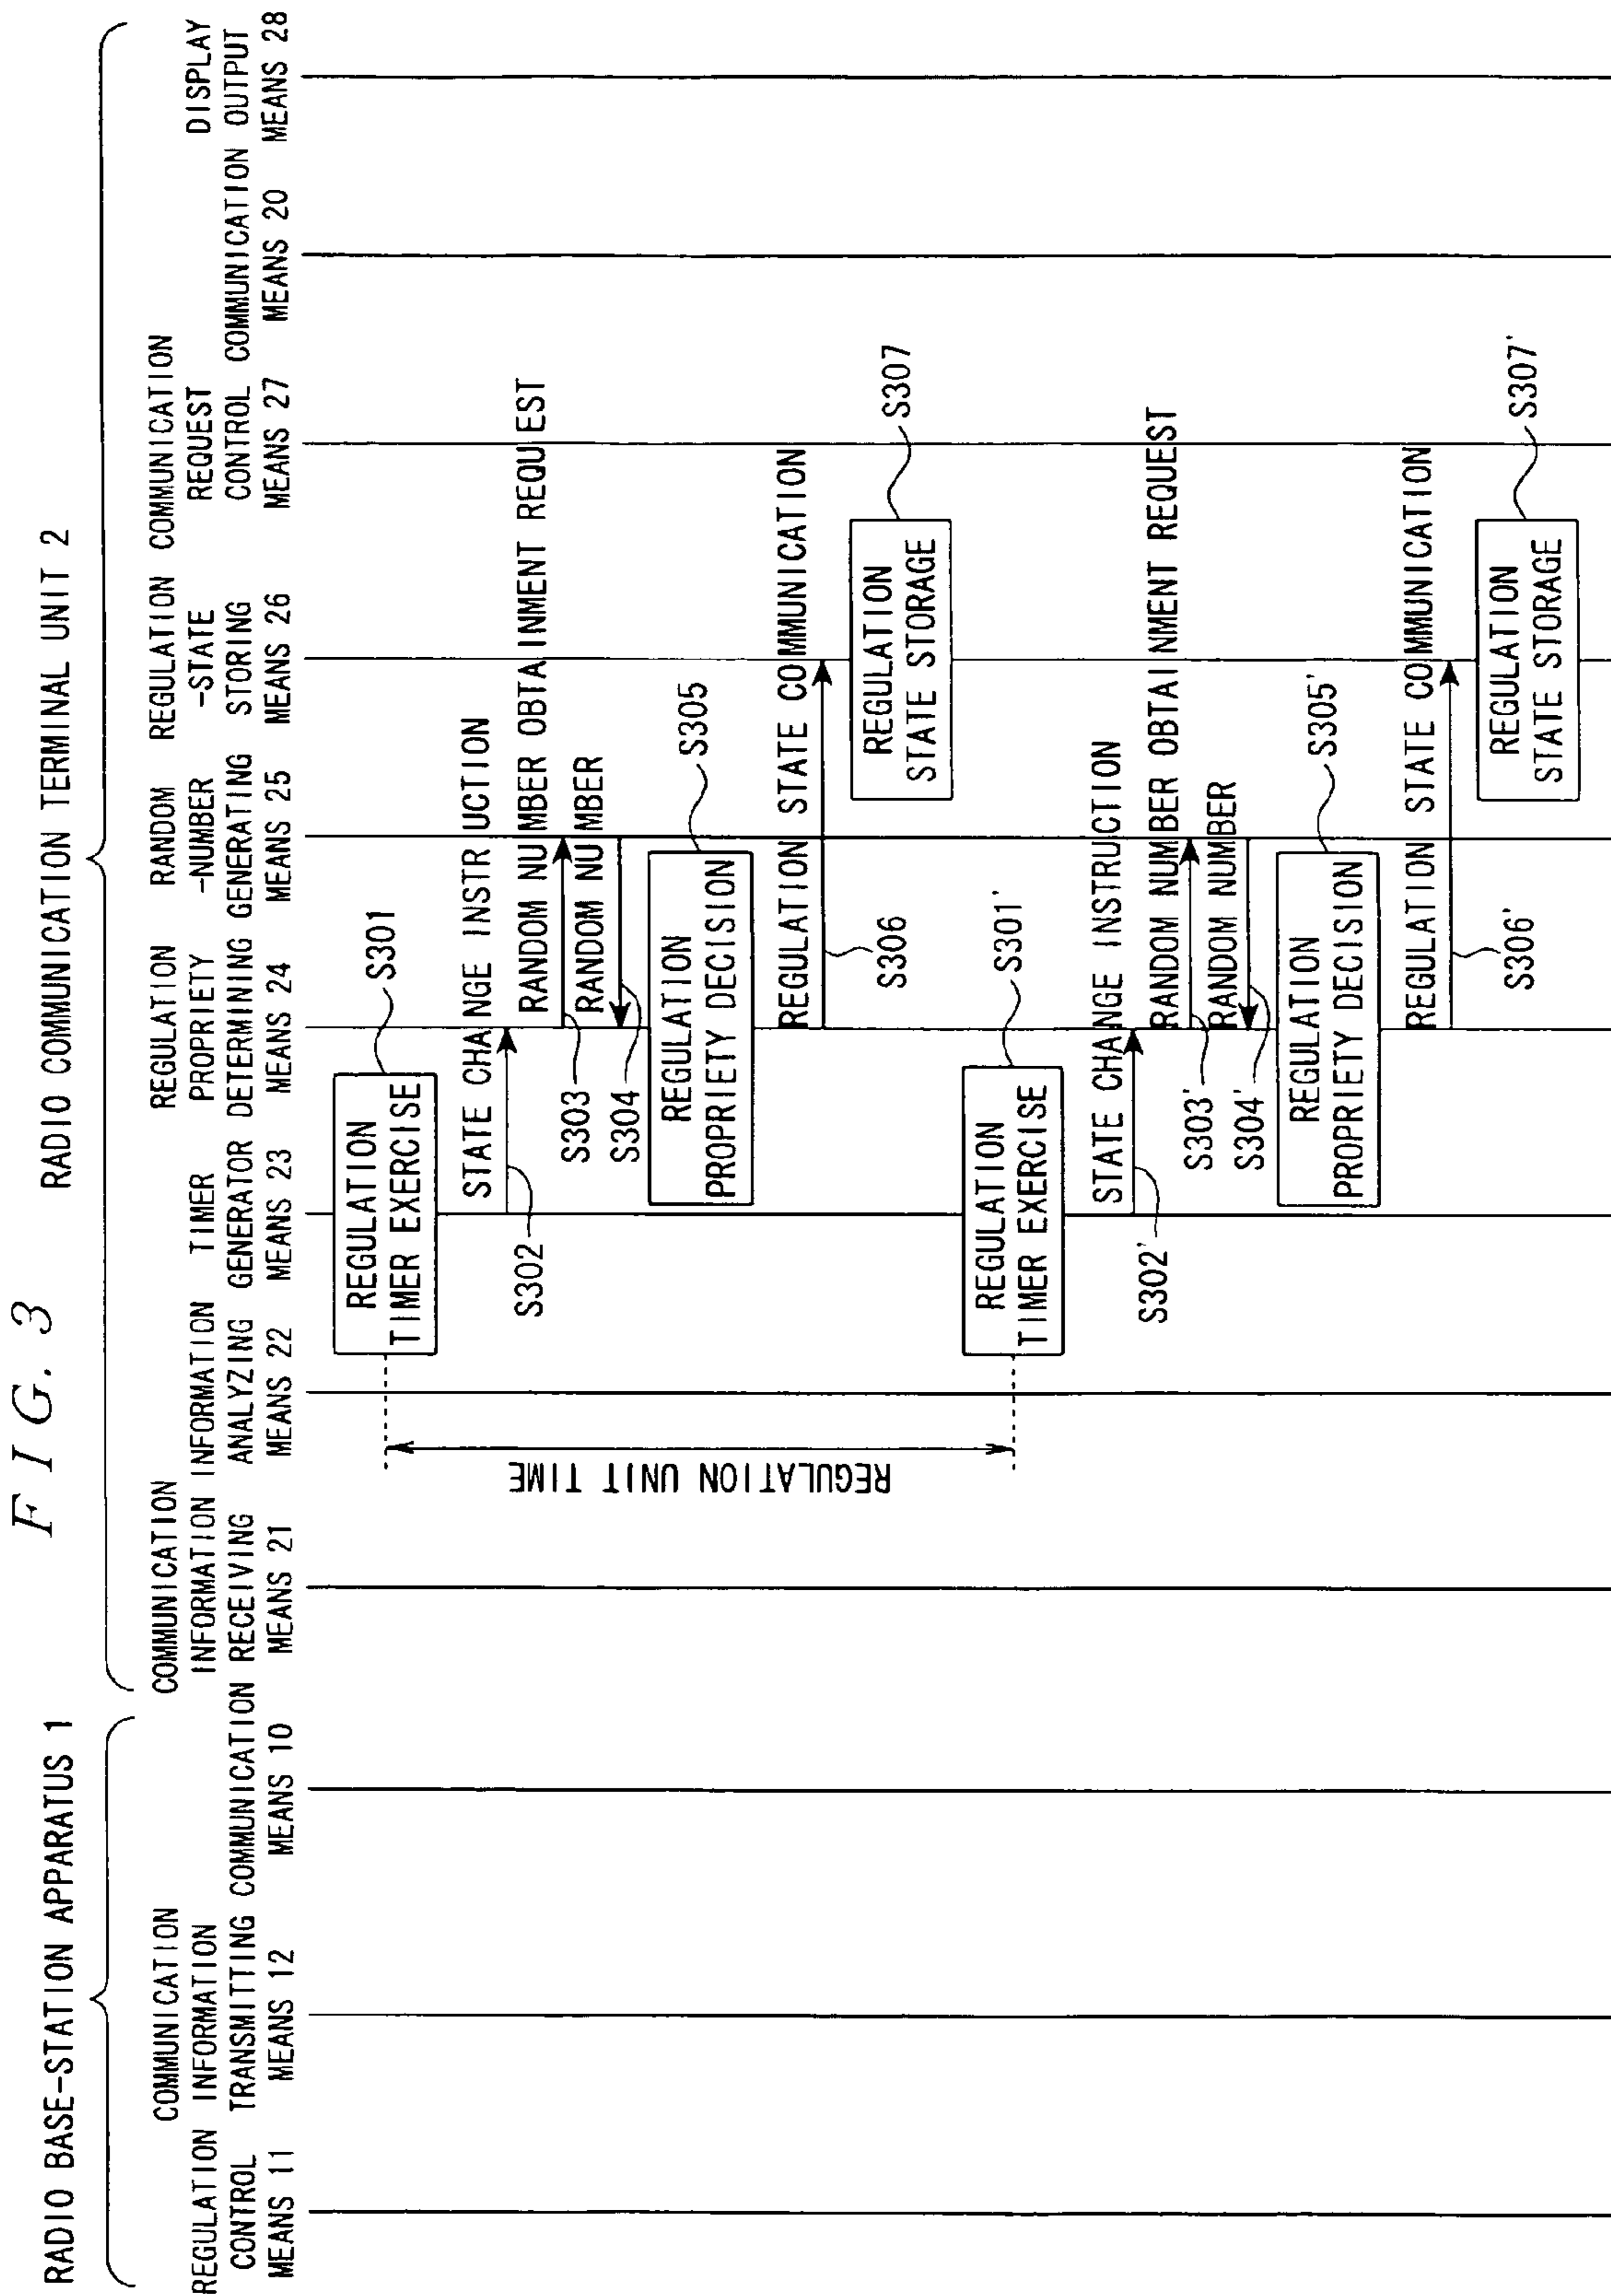 F I G. 3
RADIO BASE-STATION APPARATUS 1
RADIO COMMUNICATION TERMINAL UNIT 2
REGULATION
CONTROL
MEANS 11
COMMUNICATION
INFORMATION
TRANSMITTING
MEANS 12
COMMUNICATION
MEANS 10
COMMUNICATION
INFORMATION
RECEIVING
MEANS 21
INFORMATION
ANALYZING
MEANS 22
TIMER
GENERATOR
MEANS 23
REGULATION
PROPRIETY
DETERMINING
MEANS 24
RANDOM
-NUMBER
GENERATING
MEANS 25
REGULATION
-STATE
STORING
MEANS 26
COMMUNICATION
REQUEST
CONTROL
MEANS 27
COMMUNICATION
MEANS 20
DISPLAY
OUTPUT
MEANS 28
REGULATION
TIMER EXERCISE
S301
STATE CHANGE INSTRUCTION
S302
RANDOM NUMBER OBTAINMENT REQUEST
S303
RANDOM NUMBER
S304
REGULATION
PROPRIETY DECISION
S305
REGULATION STATE COMMUNICATION
S306
REGULATION
STATE STORAGE
S307
REGULATION UNIT TIME
REGULATION
TIMER EXERCISE
S301'
STATE CHANGE INSTRUCTION
S302'
RANDOM NUMBER OBTAINMENT REQUEST
S303'
RANDOM NUMBER
S304'
REGULATION
PROPRIETY DECISION
S305'
REGULATION STATE COMMUNICATION
S306'
REGULATION
STATE STORAGE
S307'